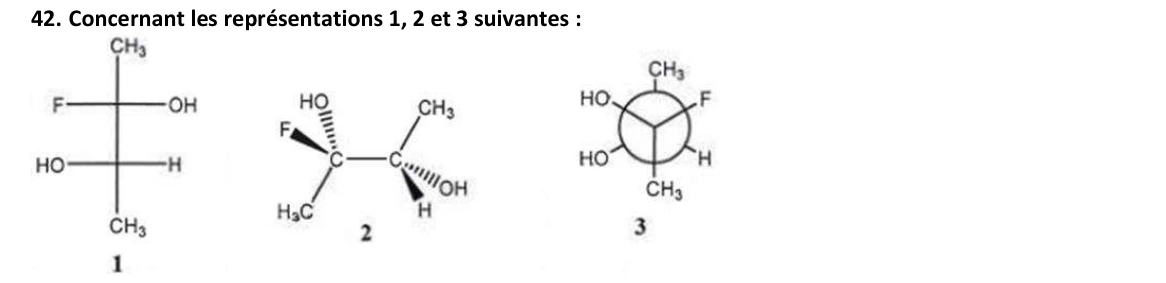 42. Concernant les représentations 1, 2 et 3 suivantes :
CH₃
F OH
HO H
CH₃
1
HO
F
CH₃
C C
OH
H₃C H
2
CH₃
HO F
HO H
CH₃
3